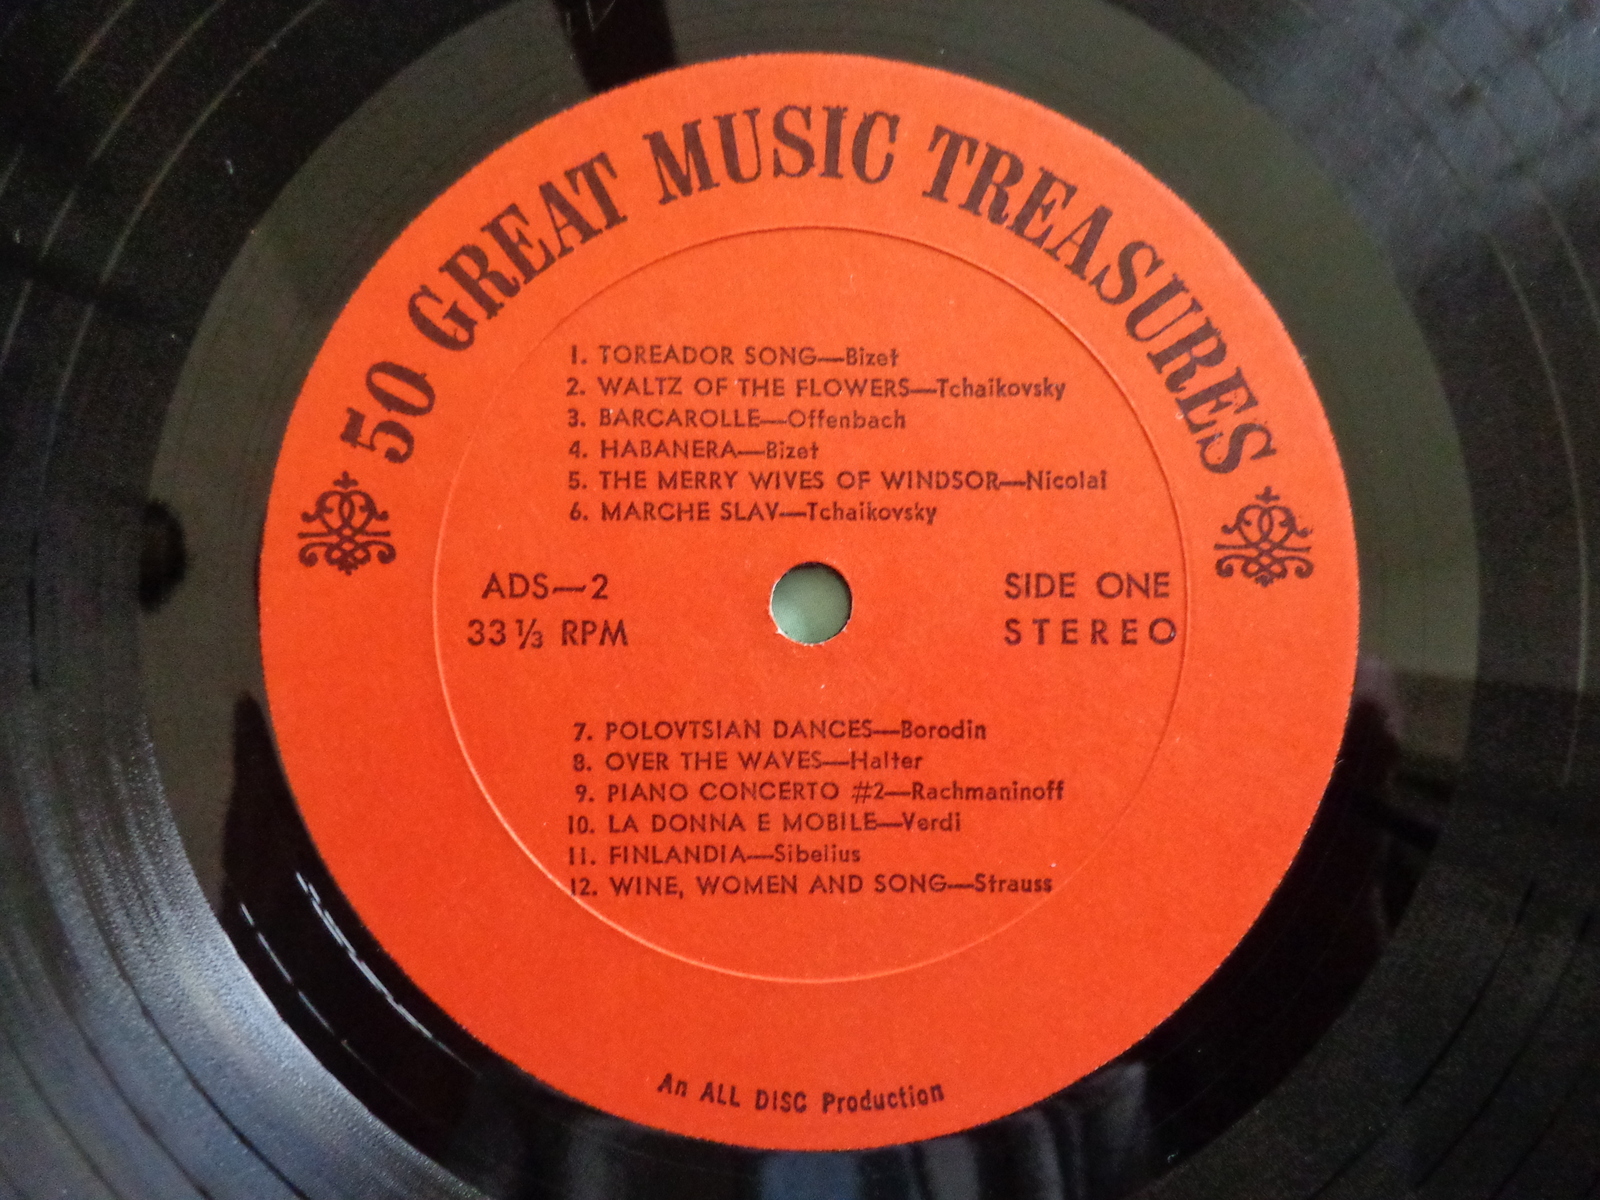 50 GREAT MUSIC TREASURES
1. TOREADOR SONG—Bizet
2. WALTZ OF THE FLOWERS—Tchaikovsky
3. BARCAROLLE—Offenbach
4. HABANERA—Bizet
5. THE MERRY WIVES OF WINDSOR—Nicolai
6. MARCHE SLAV—Tchaikovsky
ADS—2
SIDE ONE
33 1/3 RPM
STEREO
7. POLOVTSIAN DANCES—Borodin
8. OVER THE WAVES—Halter
9. PIANO CONCERTO #2—Rachmaninoff
10. LA DONNA E MOBILE—Verdi
11. FINLANDIA—Sibelius
12. WINE, WOMEN AND SONG—Strauss
An ALL DISC Production